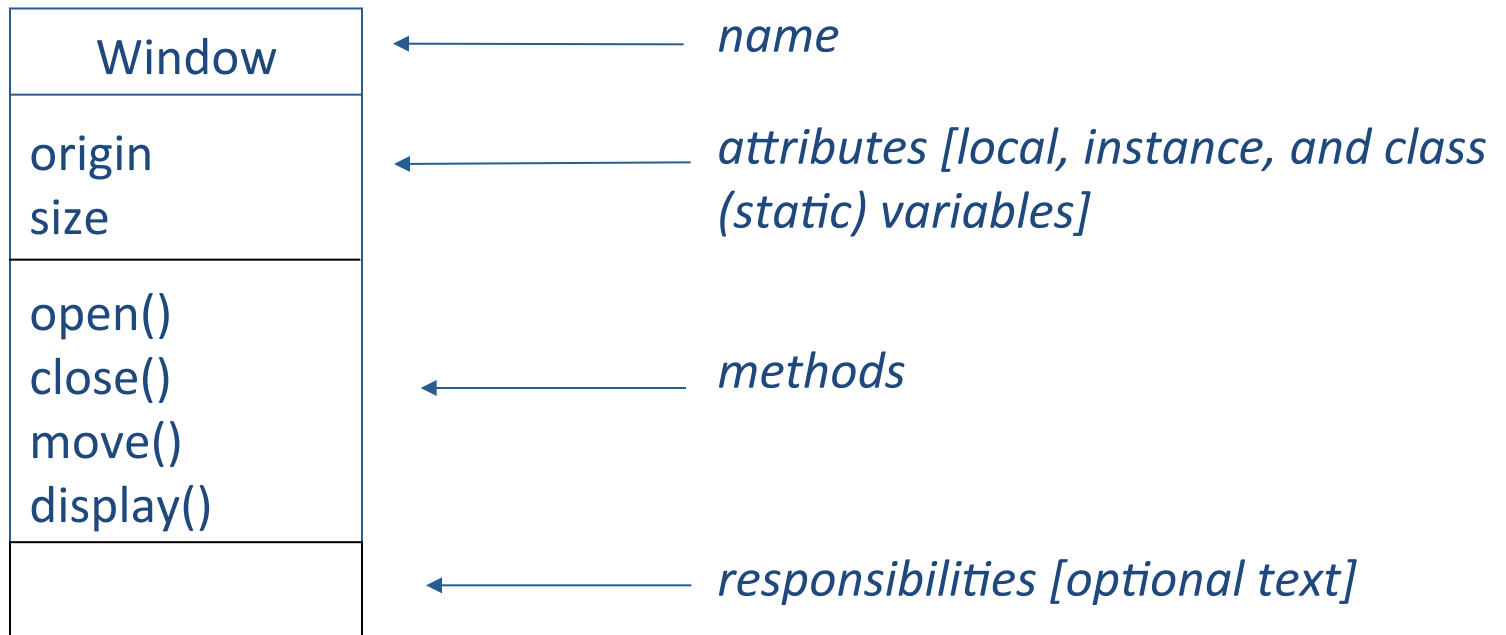 Window
name
origin
size
attributes [local, instance, and class
(static) variables]
open()
close()
move()
display()
methods
responsibilities [optional text]